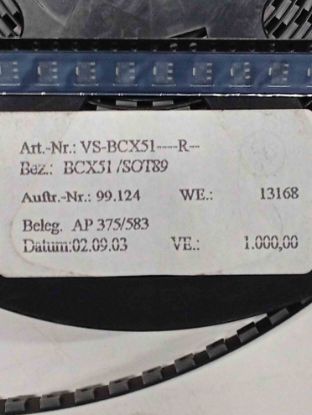 Art.-Nr.: VS-BCX51----R--
Bez.: BCX51 /SOT89
Auftr.-Nr.: 99.124 WE.: 13168
Beleg. AP 375/583
Datum:02.09.03 VE.: 1.000,00